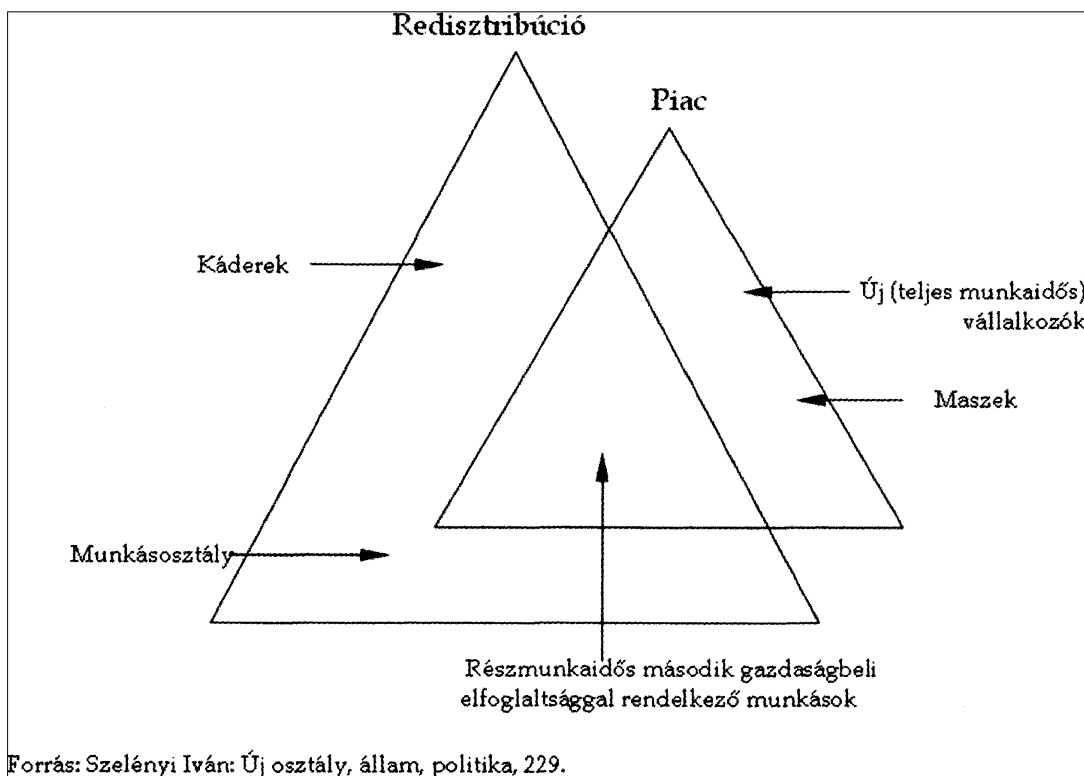 Redisztribúció
Piac
Káderek
Új (teljes munkaidős)
vállalkozók
Maszek
Munkásosztály
Részmunkaidős második gazdaságbeli
elfoglaltsággal rendelkező munkások
Forrás: Szelényi Iván: Új osztály, állam, politika, 229.